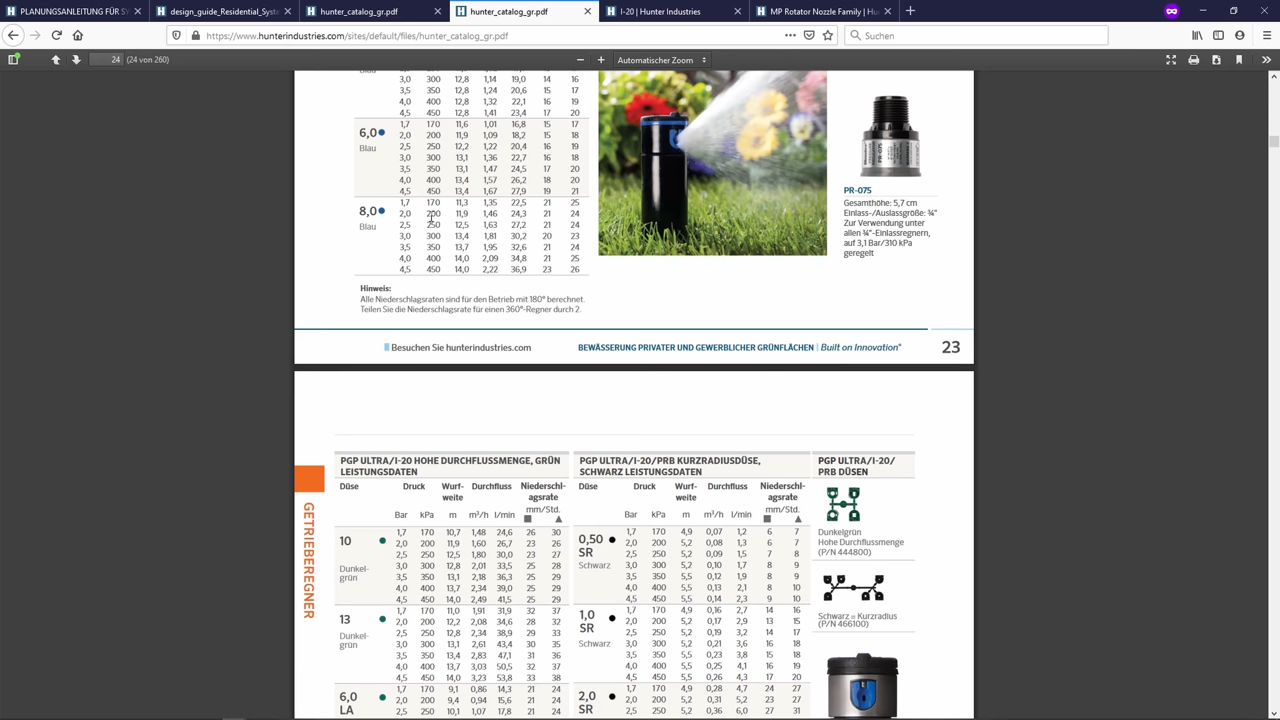 PLANUNGSANLEITUNG FÜR SY
design_guide_Residential_Syste
hunter_catalog_gr.pdf
hunter_catalog_gr.pdf
I-20 | Hunter Industries
MP Rotator Nozzle Family | Hu
https://www.hunterindustries.com/sites/default/files/hunter_catalog_gr.pdf
Suchen
24 (24 von 260)
Automatischer Zoom
3,0 300 12,8 1,14 19,0 14 16
3,5 350 12,8 1,24 20,6 15 17
4,0 400 12,8 1,32 22,1 16 19
4,5 450 12,8 1,41 23,4 17 20
6,0
Blau
1,7 170 11,6 1,01 16,8 15 17
2,0 200 11,9 1,09 18,2 15 18
2,5 250 12,2 1,22 20,4 16 19
3,0 300 13,1 1,36 22,7 16 18
3,5 350 13,1 1,47 24,5 17 20
4,0 400 13,4 1,57 26,2 18 20
4,5 450 13,4 1,67 27,9 19 21
8,0
Blau
1,7 170 11,3 1,35 22,5 21 25
2,0 200 11,9 1,46 24,3 21 24
2,5 250 12,5 1,63 27,2 21 24
3,0 300 13,4 1,81 30,2 20 23
3,5 350 13,7 1,95 32,6 21 24
4,0 400 14,0 2,09 34,8 21 25
4,5 450 14,0 2,22 36,9 23 26
Hinweis:
Alle Niederschlagsraten sind für den Betrieb mit 180° berechnet.
Teilen Sie die Niederschlagsrate für einen 360°-Regner durch 2.
PR-075
PR-075
Gesamthöhe: 5,7 cm
Einlass-/Auslassgröße: ¾"
Zur Verwendung unter
allen ¾"-Einlassregnern,
auf 3,1 Bar/310 kPa
geregelt
Besuchen Sie hunterindustries.com
BEWÄSSERUNG PRIVATER UND GEWERBLICHER GRÜNFLÄCHEN | Built on Innovation®
23
GETRIEBEREGNER
PGP ULTRA/I-20 HOHE DURCHFLUSSMENGE, GRÜN
LEISTUNGSDATEN
Düse Druck Wurf-weite Durchfluss Niederschl-agsrate
mm/Std.
Bar kPa m m³/h l/min
10
Dunkel-
grün
1,7 170 10,7 1,48 24,6 26 30
2,0 200 11,9 1,60 26,7 23 26
2,5 250 12,5 1,80 30,0 23 27
3,0 300 12,8 2,01 33,5 25 28
3,5 350 13,1 2,18 36,3 25 29
4,0 400 13,7 2,34 39,0 25 29
4,5 450 14,0 2,49 41,5 25 29
13
Dunkel-
grün
1,7 170 11,0 1,91 31,9 32 37
2,0 200 12,2 2,08 34,6 28 32
2,5 250 12,8 2,34 38,9 29 33
3,0 300 13,1 2,61 43,4 30 35
3,5 350 13,4 2,83 47,1 31 36
4,0 400 13,7 3,03 50,5 32 37
4,5 450 14,0 3,23 53,8 33 38
6,0
LA
1,7 170 9,1 0,86 14,3 21 24
2,0 200 9,4 0,94 15,6 21 24
2,5 250 10,1 1,07 17,8 21 24
PGP ULTRA/I-20/PRB KURZRADIUSDÜSE,
SCHWARZ LEISTUNGSDATEN
Düse Druck Wurf-weite Durchfluss Niederschl-agsrate
mm/Std.
Bar kPa m m³/h l/min
0,50
SR
Schwarz
1,7 170 4,9 0,07 1,2 6 7
2,0 200 5,2 0,08 1,3 6 7
2,5 250 5,2 0,09 1,5 7 8
3,0 300 5,2 0,10 1,7 8 9
3,5 350 5,5 0,12 1,9 8 9
4,0 400 5,5 0,13 2,1 8 10
4,5 450 5,5 0,14 2,3 9 10
1,0
SR
Schwarz
1,7 170 4,9 0,16 2,7 14 16
2,0 200 5,2 0,17 2,9 13 15
2,5 250 5,2 0,19 3,2 14 17
3,0 300 5,2 0,21 3,6 16 18
3,5 350 5,5 0,23 3,8 15 18
4,0 400 5,5 0,25 4,1 16 19
4,5 450 5,5 0,26 4,3 17 20
2,0
SR
1,7 170 4,9 0,28 4,7 24 27
2,0 200 5,2 0,31 5,2 23 27
2,5 250 5,2 0,36 6,0 27 31
PGP ULTRA/I-20/
PRB DÜSEN
Dunkelgrün
Hohe Durchflussmenge
(P/N 444800)
Schwarz = Kurzradius
(P/N 466100)